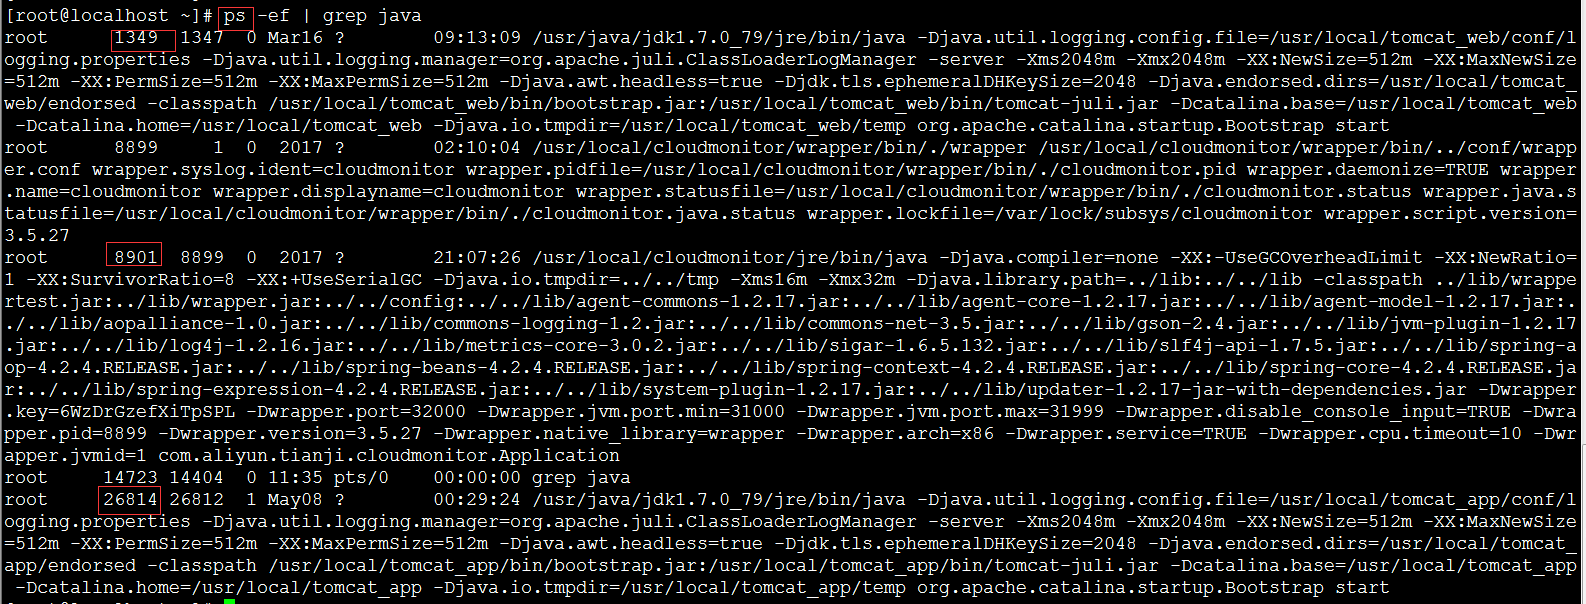 [root@localhost ~]# ps -ef | grep java
root      1349  1347  0 Mar16 ?        09:13:09 /usr/java/jdk1.7.0_79/jre/bin/java -Djava.util.logging.config.file=/usr/local/tomcat_web/conf/l
ogging.properties -Djava.util.logging.manager=org.apache.juli.ClassLoaderLogManager -server -Xms2048m -Xmx2048m -XX:NewSize=512m -XX:MaxNewSize
=512m -XX:PermSize=512m -XX:MaxPermSize=512m -Djava.awt.headless=true -Djdk.tls.ephemeralDHKeySize=2048 -Djava.endorsed.dirs=/usr/local/tomcat_
web/endorsed -classpath /usr/local/tomcat_web/bin/bootstrap.jar:/usr/local/tomcat_web/bin/tomcat-juli.jar -Dcatalina.base=/usr/local/tomcat_web
 -Dcatalina.home=/usr/local/tomcat_web -Djava.io.tmpdir=/usr/local/tomcat_web/temp org.apache.catalina.startup.Bootstrap start
root      8899     1  0  2017 ?        02:10:04 /usr/local/cloudmonitor/wrapper/bin/./wrapper /usr/local/cloudmonitor/wrapper/bin/../conf/wrapp
er.conf wrapper.syslog.ident=cloudmonitor wrapper.pidfile=/usr/local/cloudmonitor/wrapper/bin/./cloudmonitor.pid wrapper.daemonize=TRUE wrapper
.name=cloudmonitor wrapper.displayname=cloudmonitor wrapper.statusfile=/usr/local/cloudmonitor/wrapper/bin/./cloudmonitor.status wrapper.java.s
tatusfile=/usr/local/cloudmonitor/wrapper/bin/./cloudmonitor.java.status wrapper.lockfile=/var/lock/subsys/cloudmonitor wrapper.script.version=
3.5.27
root      8901  8899  0  2017 ?        21:07:26 /usr/local/cloudmonitor/jre/bin/java -Djava.compiler=none -XX:-UseGCOverheadLimit -XX:NewRatio=
1 -XX:SurvivorRatio=8 -XX:+UseSerialGC -Djava.io.tmpdir=../../tmp -Xms16m -Xmx32m -Djava.library.path=../lib:../../lib -classpath ../lib/wrappe
rtest.jar:../lib/wrapper.jar:../../config:../../lib/agent-commons-1.2.17.jar:../../lib/agent-core-1.2.17.jar:../../lib/agent-model-1.2.17.jar:.
./../lib/aopalliance-1.0.jar:../../lib/commons-logging-1.2.jar:../../lib/commons-net-3.5.jar:../../lib/gson-2.4.jar:../../lib/jvm-plugin-1.2.17
.jar:../../lib/log4j-1.2.16.jar:../../lib/metrics-core-3.0.2.jar:../../lib/sigar-1.6.5.132.jar:../../lib/slf4j-api-1.7.5.jar:../../lib/spring-a
op-4.2.4.RELEASE.jar:../../lib/spring-beans-4.2.4.RELEASE.jar:../../lib/spring-context-4.2.4.RELEASE.jar:../../lib/spring-core-4.2.4.RELEASE.ja
r:../../lib/spring-expression-4.2.4.RELEASE.jar:../../lib/system-plugin-1.2.17.jar:../../lib/updater-1.2.17-jar-with-dependencies.jar -Dwrapper
.key=6WzDrGzefXiTpSPL -Dwrapper.port=32000 -Dwrapper.jvm.port.min=31000 -Dwrapper.jvm.port.max=31999 -Dwrapper.disable_console_input=TRUE -Dwra
pper.pid=8899 -Dwrapper.version=3.5.27 -Dwrapper.native_library=wrapper -Dwrapper.arch=x86 -Dwrapper.service=TRUE -Dwrapper.cpu.timeout=10 -Dwr
apper.jvmid=1 com.aliyun.tianji.cloudmonitor.Application
root     14723 14404  0 11:35 pts/0    00:00:00 grep java
root     26814 26812  1 May08 ?        00:29:24 /usr/java/jdk1.7.0_79/jre/bin/java -Djava.util.logging.config.file=/usr/local/tomcat_app/conf/l
ogging.properties -Djava.util.logging.manager=org.apache.juli.ClassLoaderLogManager -server -Xms2048m -Xmx2048m -XX:NewSize=512m -XX:MaxNewSize
=512m -XX:PermSize=512m -XX:MaxPermSize=512m -Djava.awt.headless=true -Djdk.tls.ephemeralDHKeySize=2048 -Djava.endorsed.dirs=/usr/local/tomcat_
app/endorsed -classpath /usr/local/tomcat_app/bin/bootstrap.jar:/usr/local/tomcat_app/bin/tomcat-juli.jar -Dcatalina.base=/usr/local/tomcat_app
 -Dcatalina.home=/usr/local/tomcat_app -Djava.io.tmpdir=/usr/local/tomcat_app/temp org.apache.catalina.startup.Bootstrap start